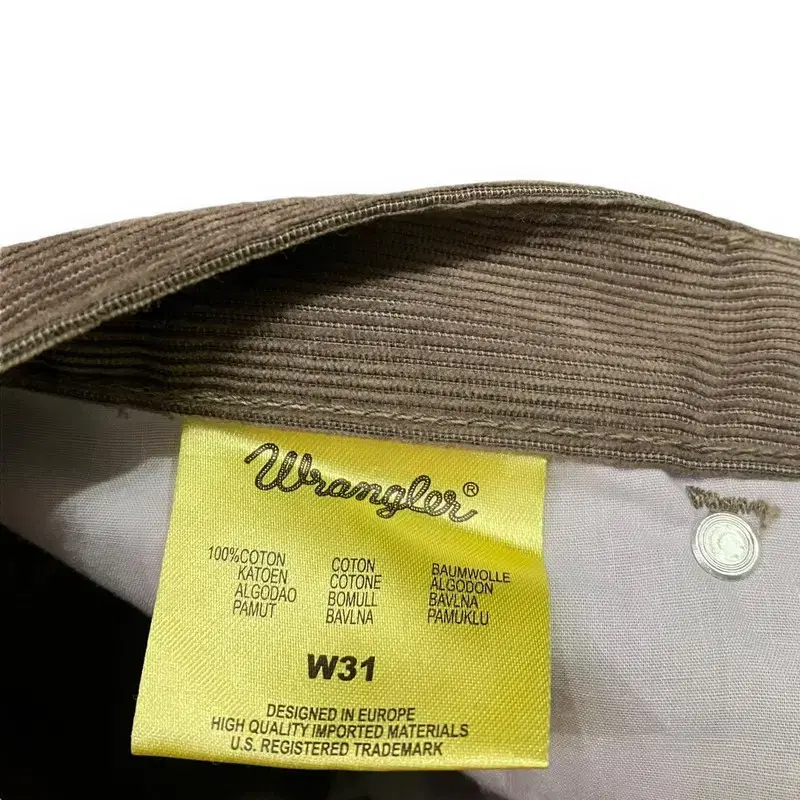 Wrangler®
100%COTON COTON BAUMWOLLE
KATOEN COTONE ALGODON
ALGODAO BOMULL BAVLNA
PAMUT BAVLNA PAMUKLU
W31
DESIGNED IN EUROPE
HIGH QUALITY IMPORTED MATERIALS
U.S. REGISTERED TRADEMARK